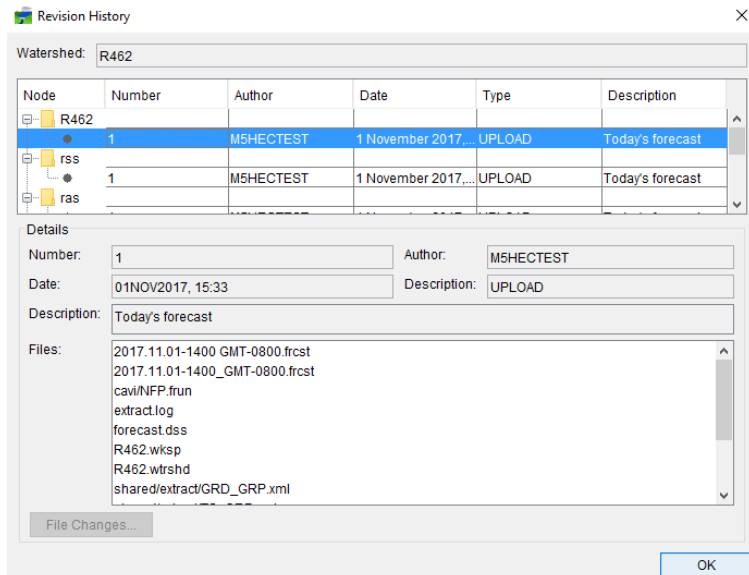 Revision History
Watershed: R462
Node Number Author Date Type Description
R462
1 M5HECTEST 1 November 2017,... UPLOAD Today's forecast
rss
1 M5HECTEST 1 November 2017,... UPLOAD Today's forecast
ras
Details
Number: 1 Author: M5HECTEST
Date: 01NOV2017, 15:33 Description: UPLOAD
Description: Today's forecast
Files: 2017.11.01-1400 GMT-0800.frcst
2017.11.01-1400_GMT-0800.frcst
cavi/NFP.frun
extract.log
forecast.dss
R462.wksp
R462.wtrshd
shared/extract/GRD_GRP.xml
File Changes...
OK